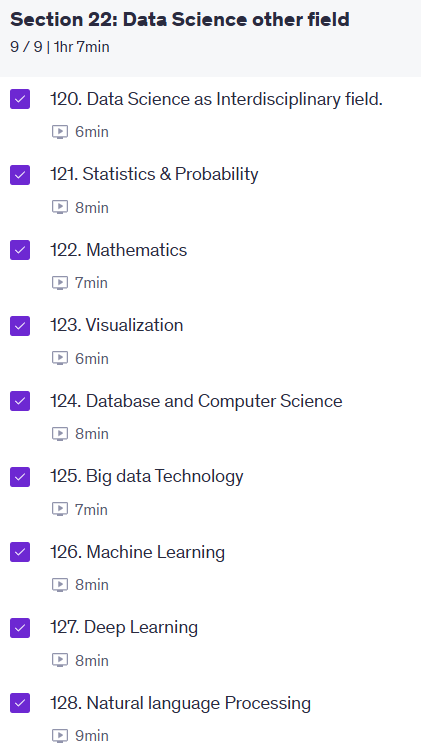 Section 22: Data Science other field
9 / 9 | 1hr 7min
120. Data Science as Interdisciplinary field.
6min
121. Statistics & Probability
8min
122. Mathematics
7min
123. Visualization
6min
124. Database and Computer Science
8min
125. Big data Technology
7min
126. Machine Learning
8min
127. Deep Learning
8min
128. Natural language Processing
9min